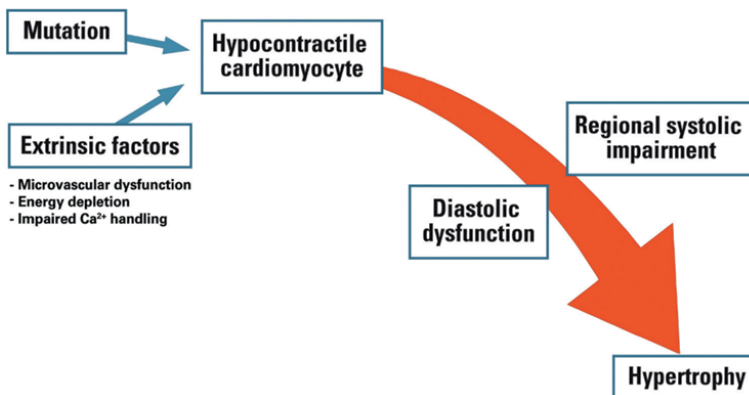 Mutation
Hypocontractile
cardiomyocyte
Extrinsic factors
- Microvascular dysfunction
- Energy depletion
- Impaired Ca²⁺ handling
Regional systolic
impairment
Diastolic
dysfunction
Hypertrophy